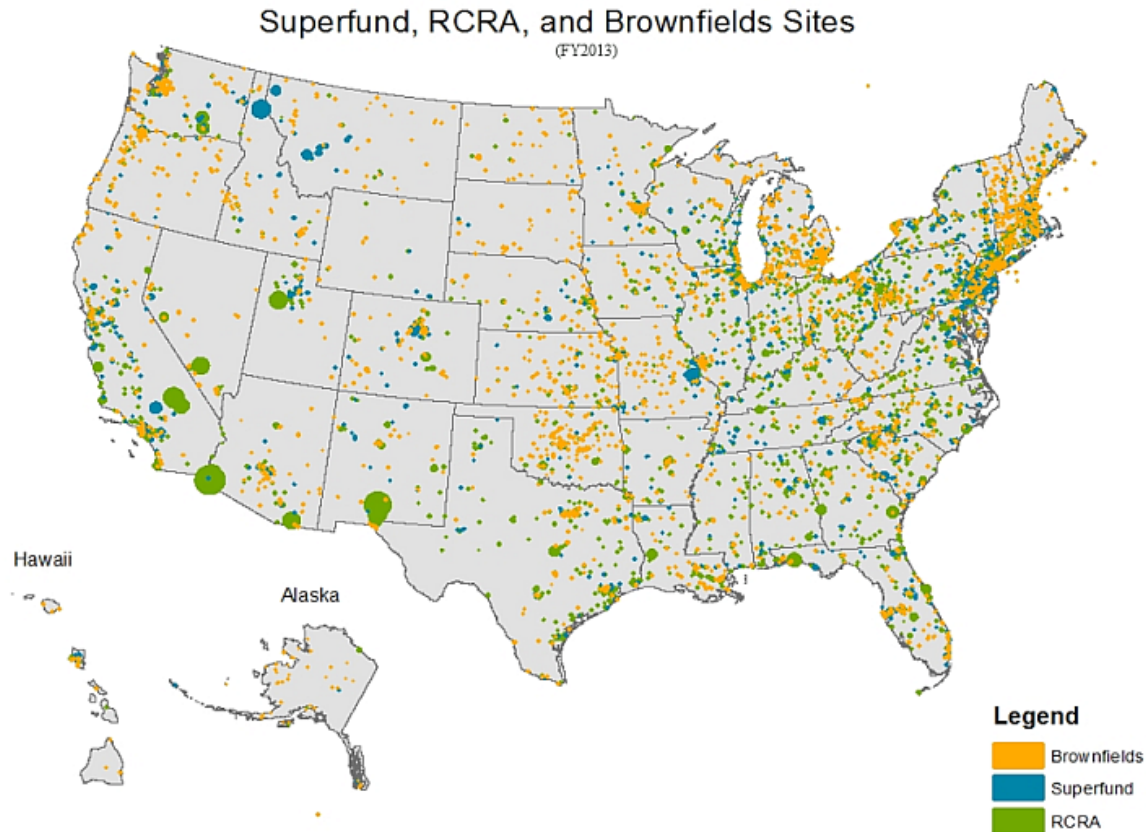 Superfund, RCRA, and Brownfields Sites
(FY2013)
Hawaii
Alaska
Legend
Brownfields
Superfund
RCRA